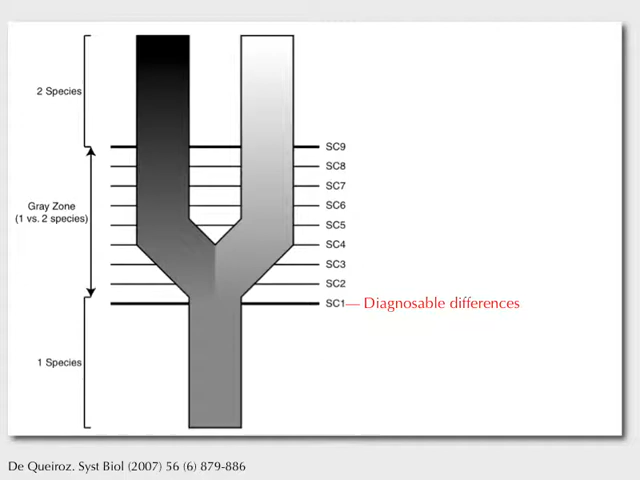 2 Species
SC9
SC8
SC7
Gray Zone
(1 vs. 2 species)
SC6
SC5
SC4
SC3
SC2
SC1— Diagnosable differences
1 Species
De Queiroz. Syst Biol (2007) 56 (6) 879-886